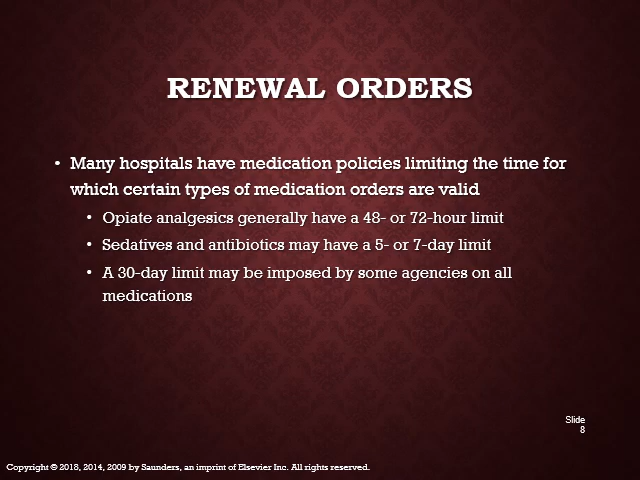 RENEWAL ORDERS
• Many hospitals have medication policies limiting the time for
which certain types of medication orders are valid
• Opiate analgesics generally have a 48- or 72-hour limit
• Sedatives and antibiotics may have a 5- or 7-day limit
• A 30-day limit may be imposed by some agencies on all
medications
Slide
8
Copyright © 2018, 2014, 2009 by Saunders, an imprint of Elsevier Inc. All rights reserved.